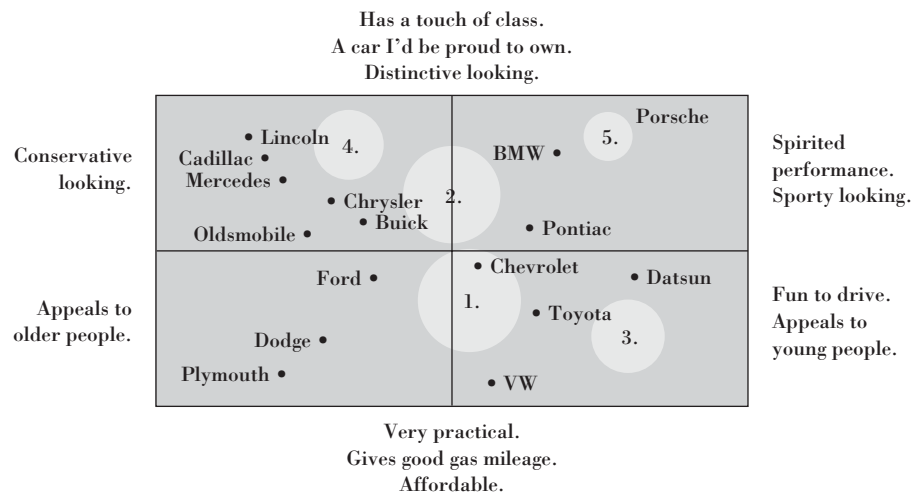 Has a touch of class.
A car I'd be proud to own.
Distinctive looking.
Conservative
looking.
Lincoln
4.
Cadillac
Mercedes
Chrysler
Buick
Oldsmobile
2.
Porsche
5.
BMW
Pontiac
Spirited
performance.
Sporty looking.
Appeals to
older people.
Ford
Dodge
Plymouth
1.
Chevrolet
Datsun
Toyota
3.
VW
Fun to drive.
Appeals to
young people.
Very practical.
Gives good gas mileage.
Affordable.